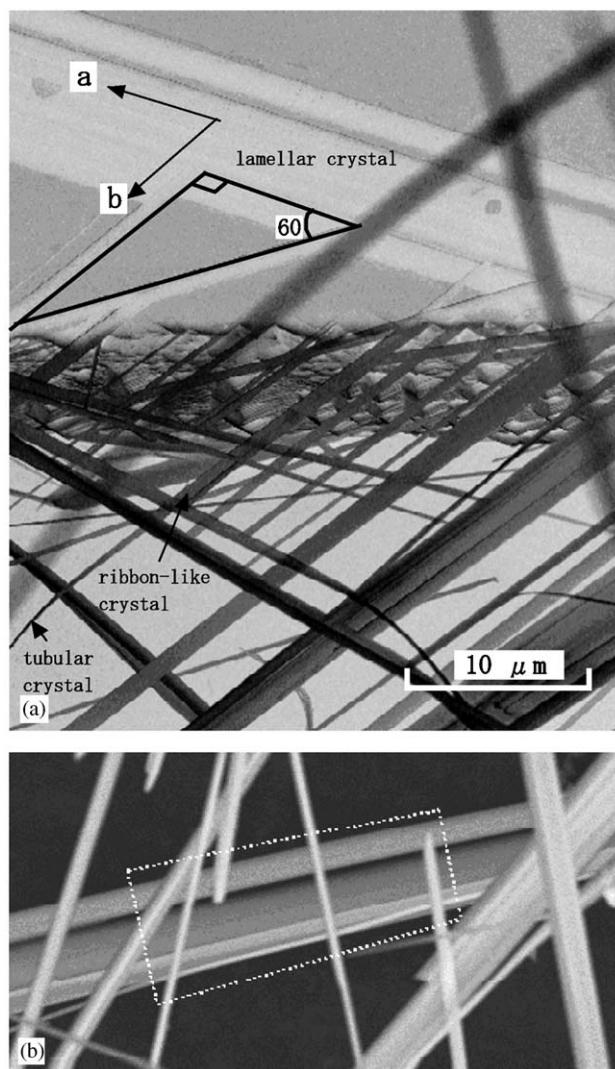 a
b
lamellar crystal
60
ribbon-like
crystal
tubular
crystal
10 μm
(a)
(b)